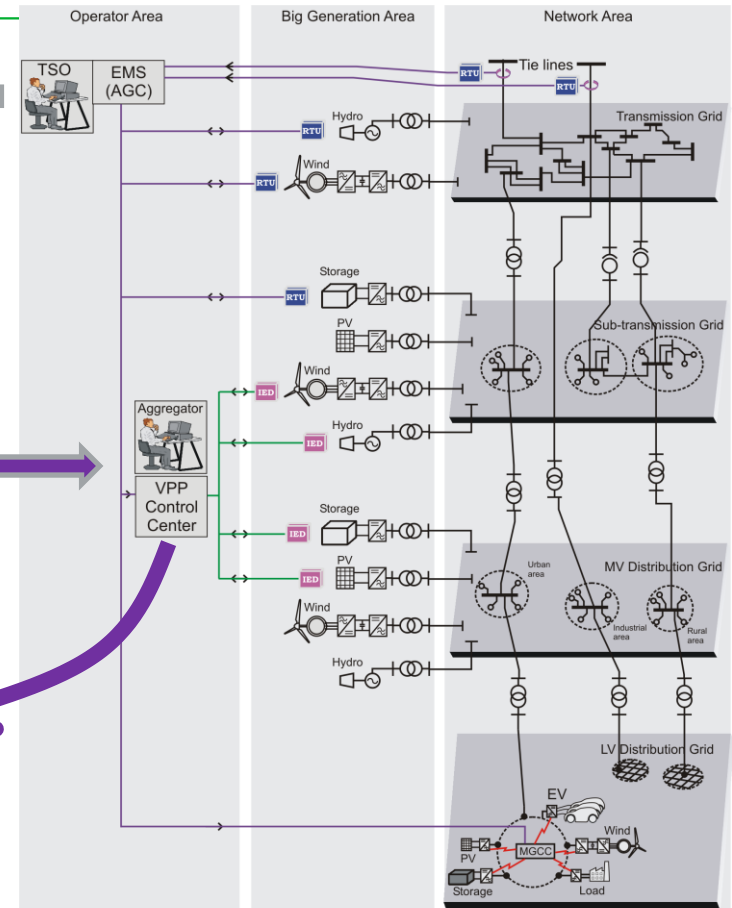 Operator Area
Big Generation Area
Network Area
TSO
EMS
(AGC)
RTU
Tie lines
RTU
Hydro
RTU
Transmission Grid
Wind
RTU
Storage
RTU
PV
Sub-transmission Grid
Wind
IED
Aggregator
Hydro
IED
VPP
Control
Center
Storage
IED
PV
IED
Urban
area
MV Distribution Grid
Wind
Industrial
area
Rural
area
Hydro
LV Distribution Grid
EV
Wind
PV
MGCC
Storage
Load